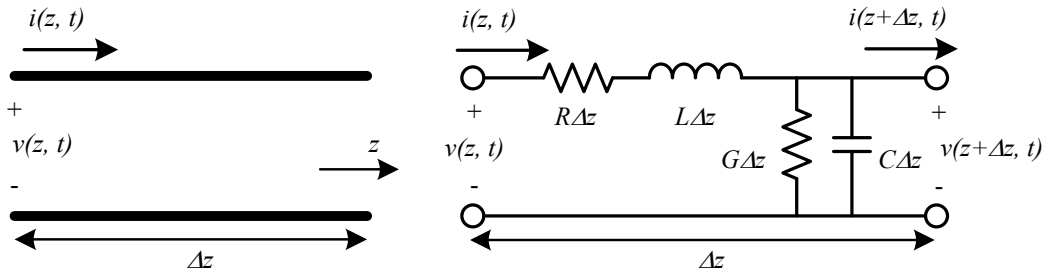 i(z, t)
+
v(z, t)
-
z
Δz
i(z, t)
i(z+Δz, t)
+
RΔz
LΔz
+
v(z, t)
GΔz
CΔz
v(z+Δz, t)
-
-
Δz